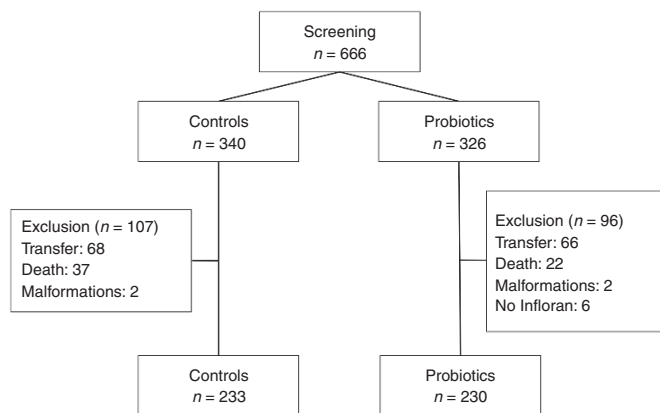 Screening
n = 666
Controls
n = 340
Probiotics
n = 326
Exclusion (n = 107)
Transfer: 68
Death: 37
Malformations: 2
Exclusion (n = 96)
Transfer: 66
Death: 22
Malformations: 2
No Infloran: 6
Controls
n = 233
Probiotics
n = 230